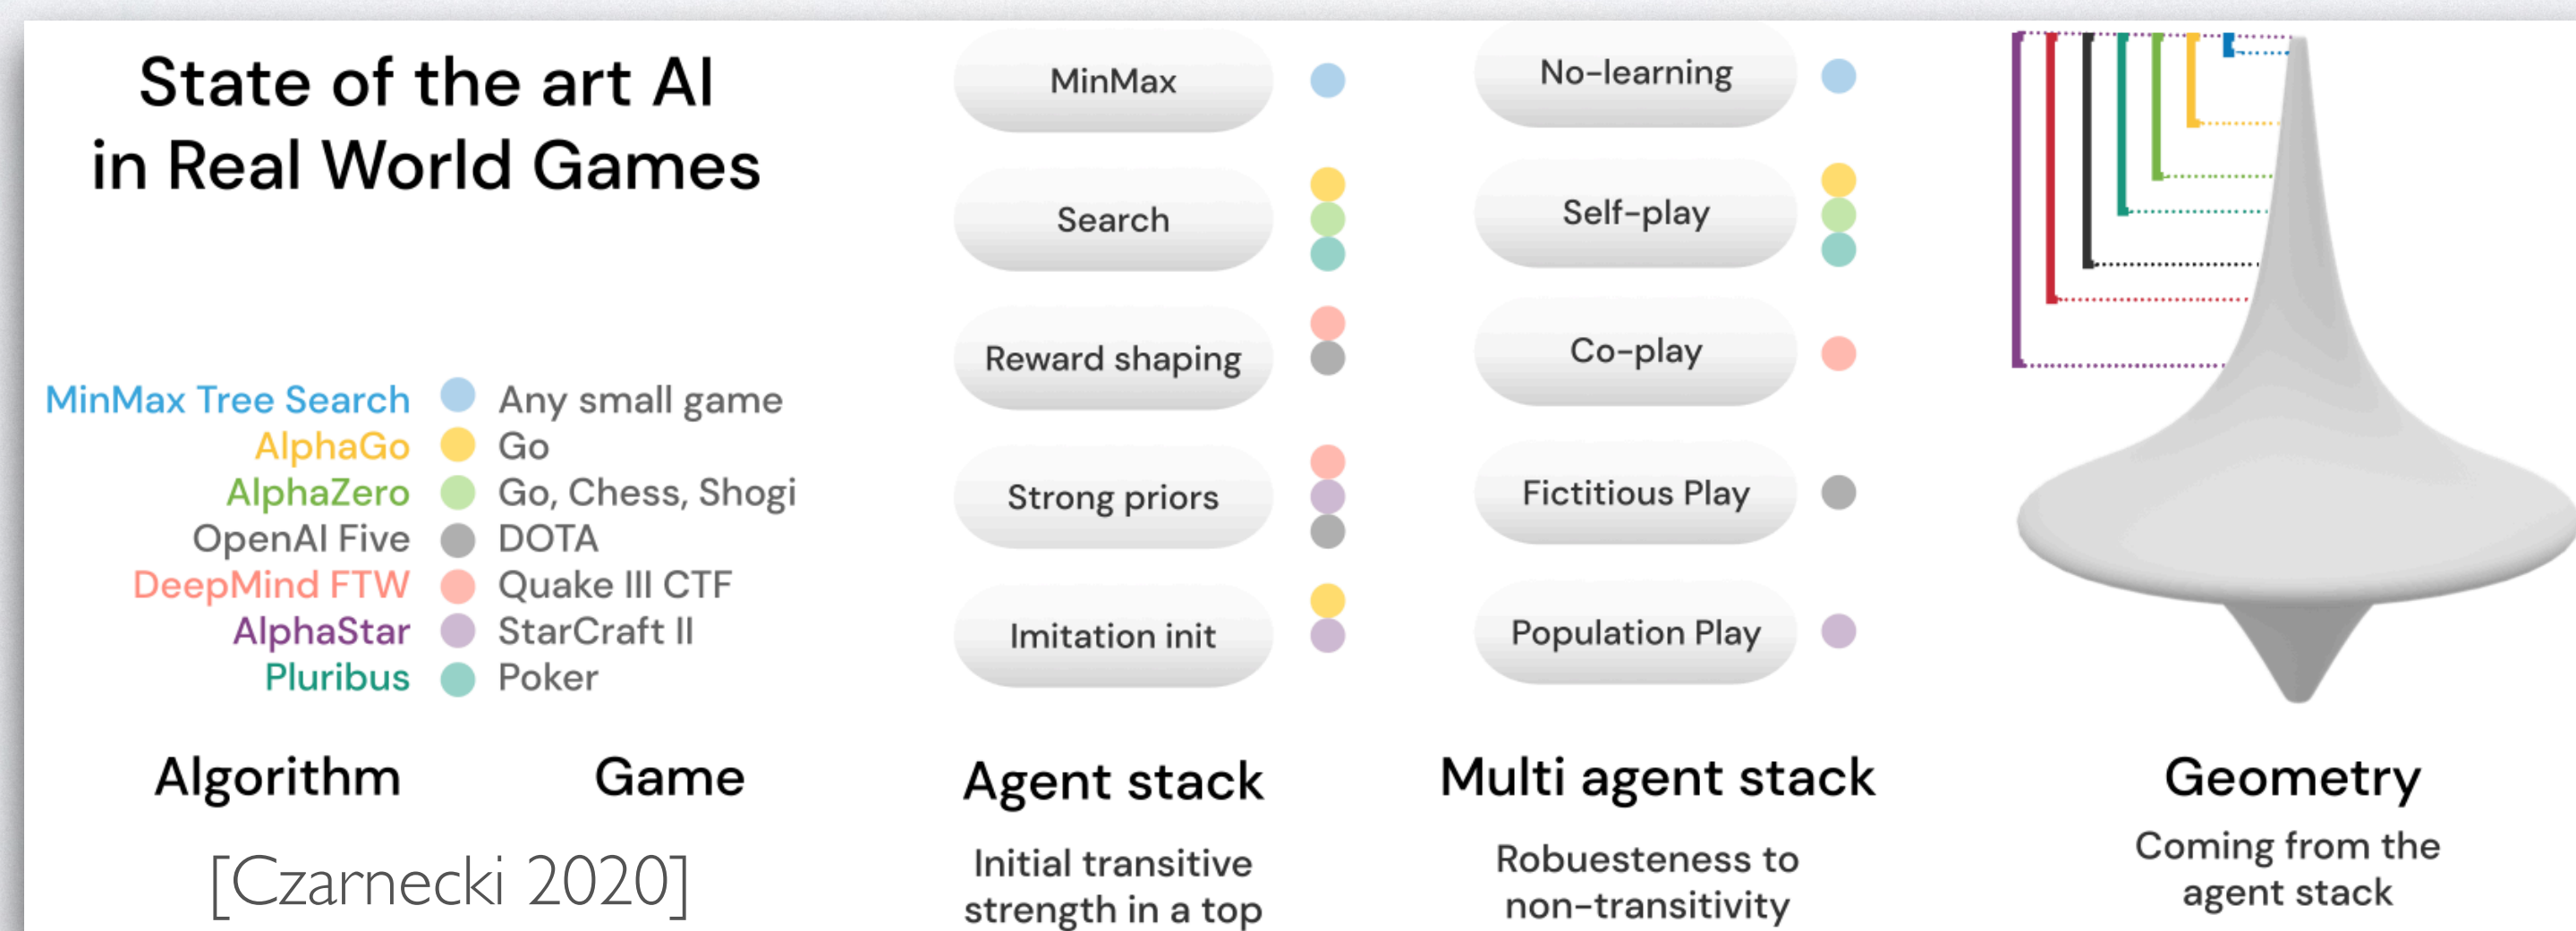 State of the art AI
in Real World Games
MinMax Tree Search Any small game
AlphaGo Go
AlphaZero Go, Chess, Shogi
OpenAI Five DOTA
DeepMind FTW Quake III CTF
AlphaStar StarCraft II
Pluribus Poker
Algorithm Game
[Czarnecki 2020]
MinMax
Search
Reward shaping
Strong priors
Imitation init
Agent stack
Initial transitive
strength in a top
No-learning
Self-play
Co-play
Fictitious Play
Population Play
Multi agent stack
Robuesteness to
non-transitivity
Geometry
Coming from the
agent stack